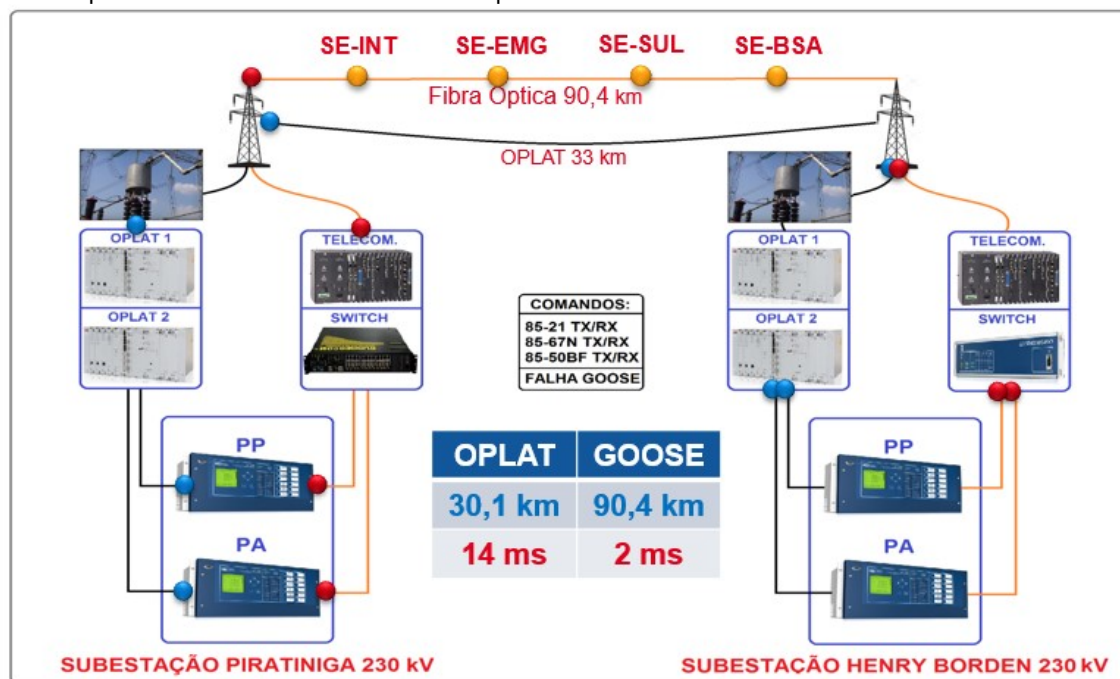 SE-INT SE-EMG SE-SUL SE-BSA
Fibra Óptica 90,4 km
OPLAT 33 km
OPLAT 1
TELECOM.
OPLAT 2
SWITCH
PP
PA
SUBESTAÇÃO PIRATINIGA 230 kV
COMANDOS:
85-21 TX/RX
85-67N TX/RX
85-50BF TX/RX
FALHA GOOSE
OPLAT GOOSE
30,1 km 90,4 km
14 ms 2 ms
OPLAT 1
TELECOM.
OPLAT 2
SWITCH
PP
PA
SUBESTAÇÃO HENRY BORDEN 230 kV